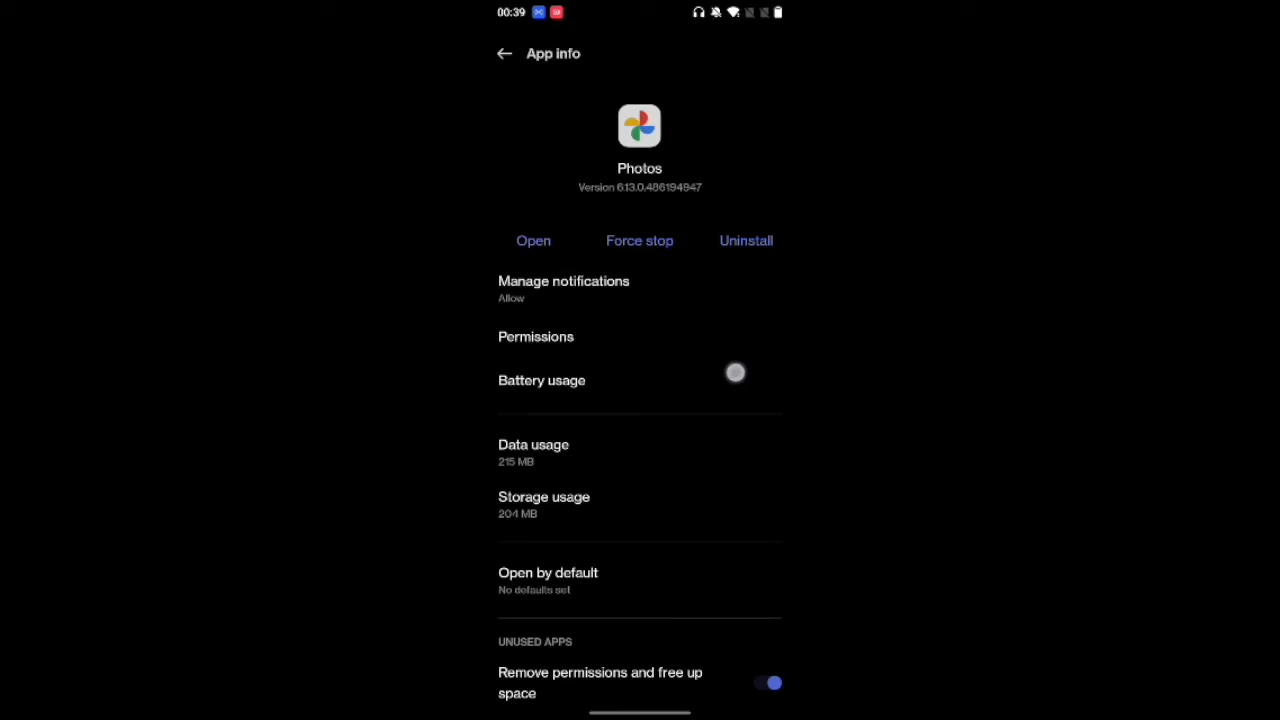 00:39
App info
Photos
Version 6.13.0.486194947
Open Force stop Uninstall
Manage notifications
Allow
Permissions
Battery usage
Data usage
215 MB
Storage usage
204 MB
Open by default
No defaults set
UNUSED APPS
Remove permissions and free up
space